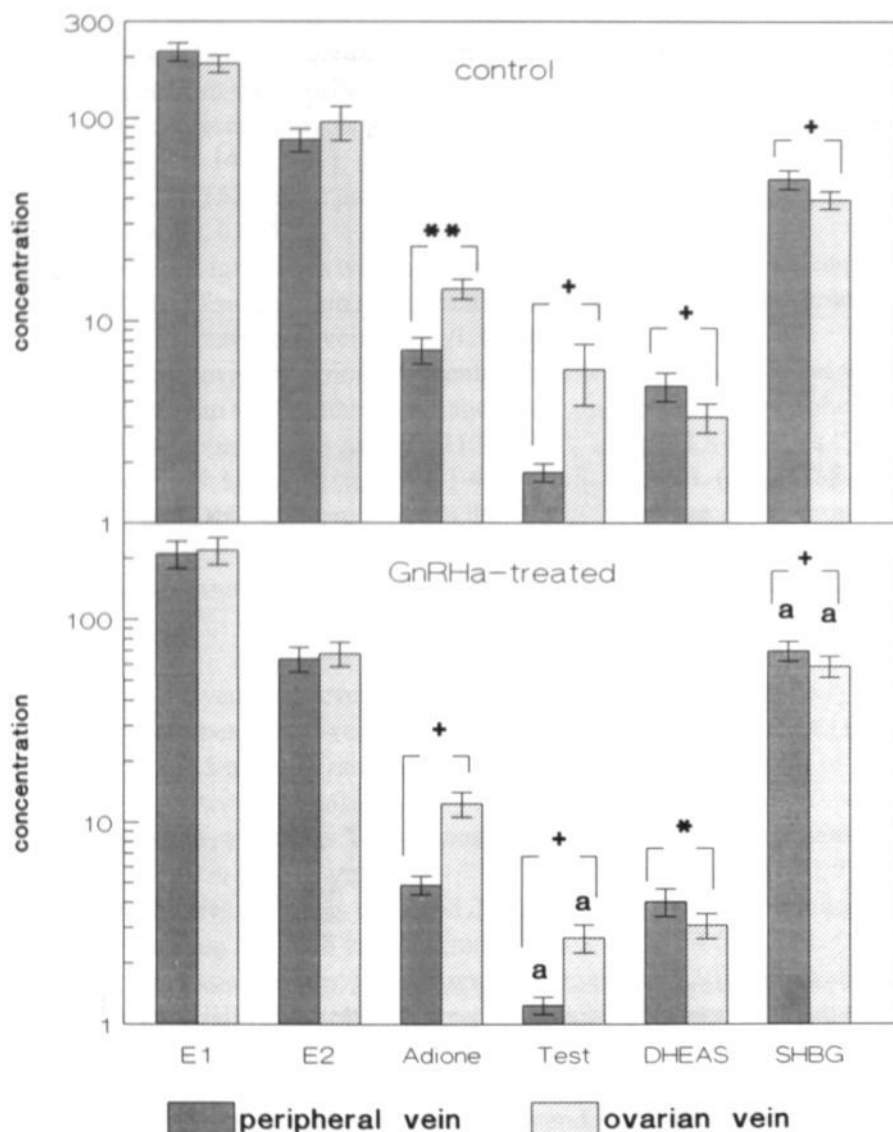 300
control
100
concentration
**
+
+
+
10
1
GnRHa-treated
100
concentration
+
a
a
+
+
*
10
a
a
1
E1 E2 Adione Test DHEAS SHBG
peripheral vein ovarian vein